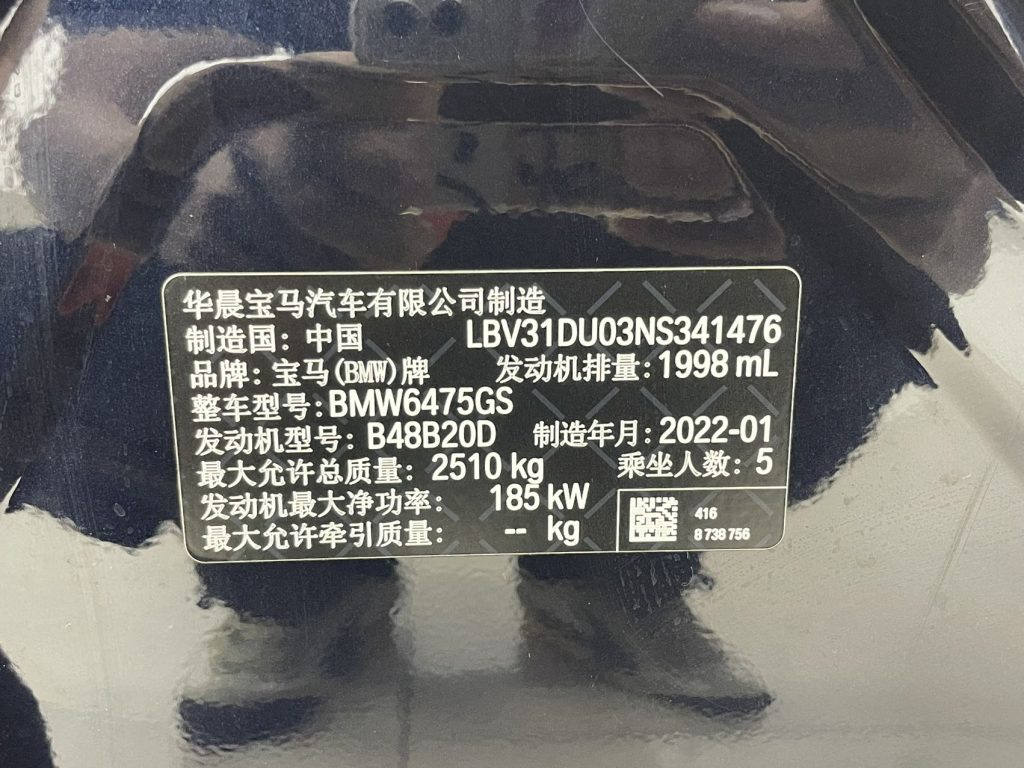 华晨宝马汽车有限公司制造
制造国: 中国 LBV31DU03NS341476
品牌: 宝马(BMW)牌 发动机排量: 1998 mL
整车型号: BMW6475GS
发动机型号: B48B20D 制造年月: 2022-01
最大允许总质量: 2510 kg 乘坐人数: 5
发动机最大净功率: 185 kW
最大允许牵引质量: -- kg
416
8 738 756